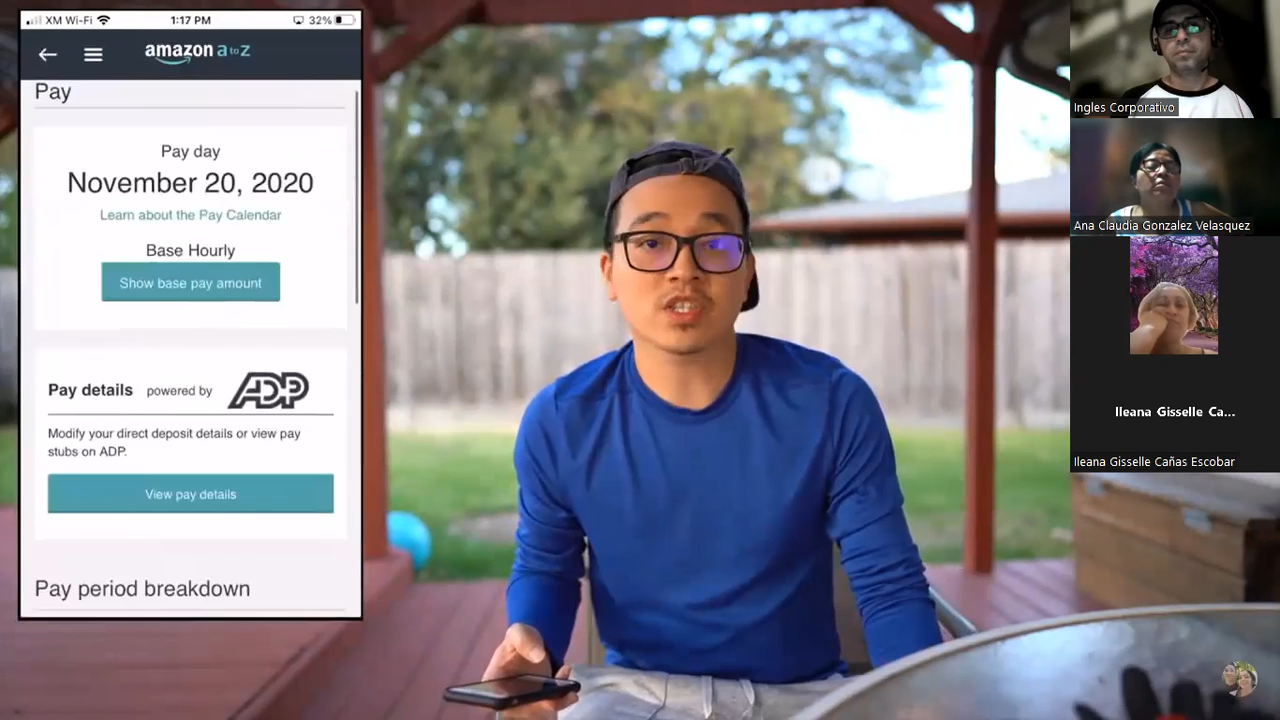 XM Wi-Fi
1:17 PM
32%
amazon a to z
Pay
Pay day
November 20, 2020
Learn about the Pay Calendar
Base Hourly
Show base pay amount
Pay details powered by ADP
Modify your direct deposit details or view pay
stubs on ADP.
View pay details
Pay period breakdown
Ingles Corporativo
Ana Claudia Gonzalez Velasquez
Ileana Gisselle Ca...
Ileana Gisselle Cañas Escobar